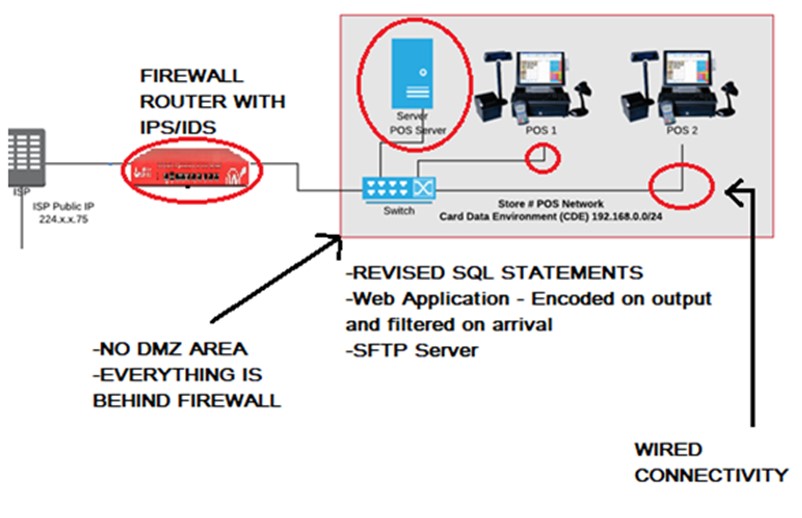 FIREWALL
ROUTER WITH
IPS/IDS
ISP
ISP Public IP
224.x.x.75
Server
POS Server
POS 1
POS 2
Switch
Store # POS Network
Card Data Environment (CDE) 192.168.0.0/24
-REVISED SQL STATEMENTS
-Web Application - Encoded on output
and filtered on arrival
-SFTP Server
-NO DMZ AREA
-EVERYTHING IS
BEHIND FIREWALL
WIRED
CONNECTIVITY